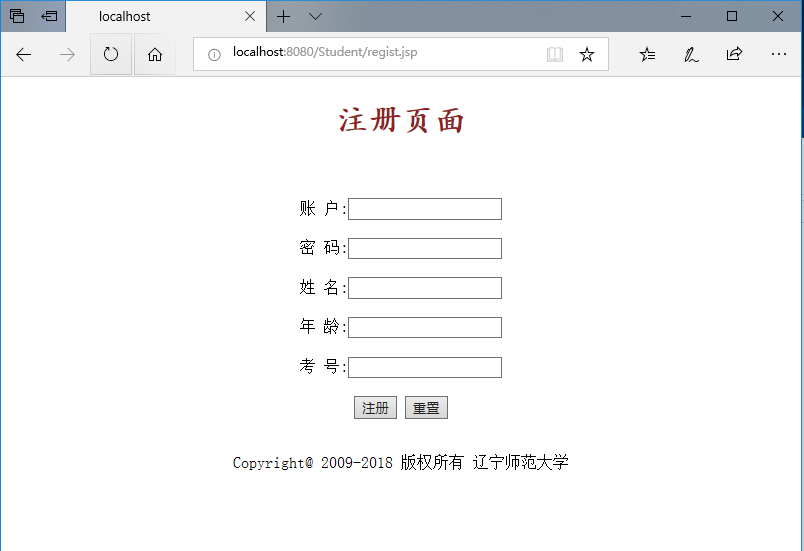 localhost
localhost:8080/Student/regist.jsp
注册页面
账 户:
密 码:
姓 名:
年 龄:
考 号:
注册 重置
Copyright@ 2009-2018 版权所有 辽宁师范大学